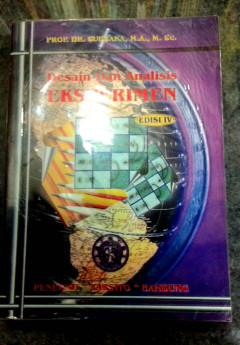 PROF. DR. SUDJANA, M.A., M. Sc.
Desain Dan Analisis
EKSPERIMEN
EDISI IV
PENERBIT " TARSITO " BANDUNG